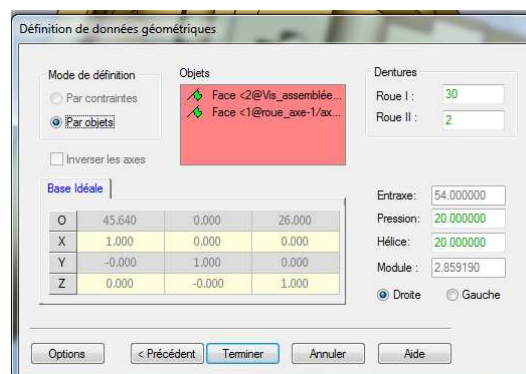 Définition de données géométriques
Mode de définition
Par contraintes
Par objets
Inverser les axes
Objets
Face <2@Vis_assemblée...
Face <1@roue_axe-1/ax...
Dentures
Roue I : 30
Roue II : 2
Base Idéale
O 45.640 0.000 26.000
X 1.000 0.000 0.000
Y -0.000 1.000 0.000
Z 0.000 -0.000 1.000
Entraxe: 54.000000
Pression: 20.000000
Hélice: 20.000000
Module : 2.859190
Droite Gauche
Options < Précédent Terminer Annuler Aide